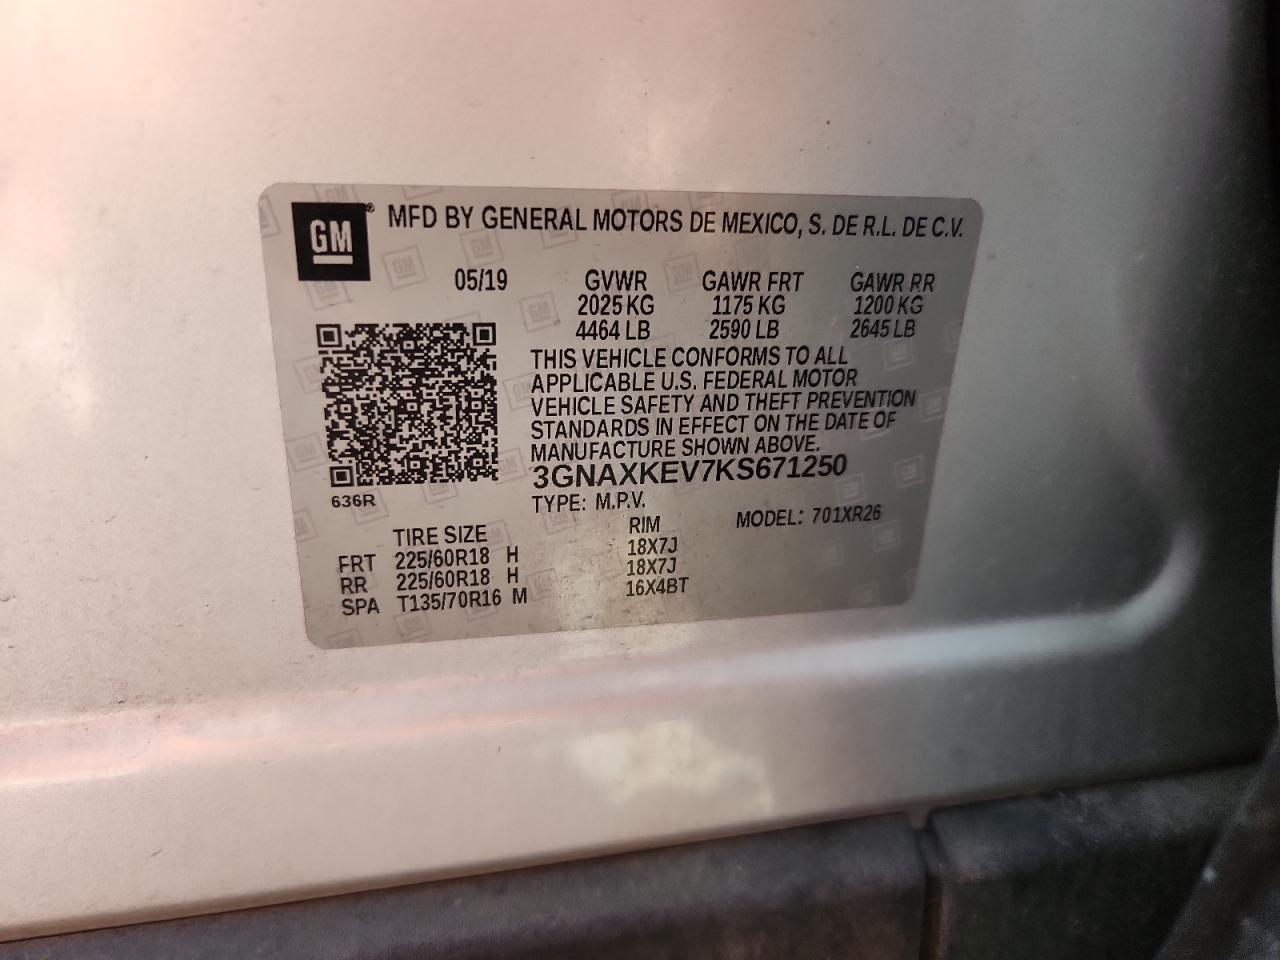 GM® MFD BY GENERAL MOTORS DE MEXICO, S. DE R.L. DE C.V.
05/19 GVWR GAWR FRT GAWR RR
2025 KG 1175 KG 1200 KG
4464 LB 2590 LB 2645 LB
THIS VEHICLE CONFORMS TO ALL
APPLICABLE U.S. FEDERAL MOTOR
VEHICLE SAFETY AND THEFT PREVENTION
STANDARDS IN EFFECT ON THE DATE OF
MANUFACTURE SHOWN ABOVE.
3GNAXKEV7KS671250
636R TYPE: M.P.V. MODEL: 701XR26
TIRE SIZE RIM
FRT 225/60R18 H 18X7J
RR 225/60R18 H 18X7J
SPA T135/70R16 M 16X4BT